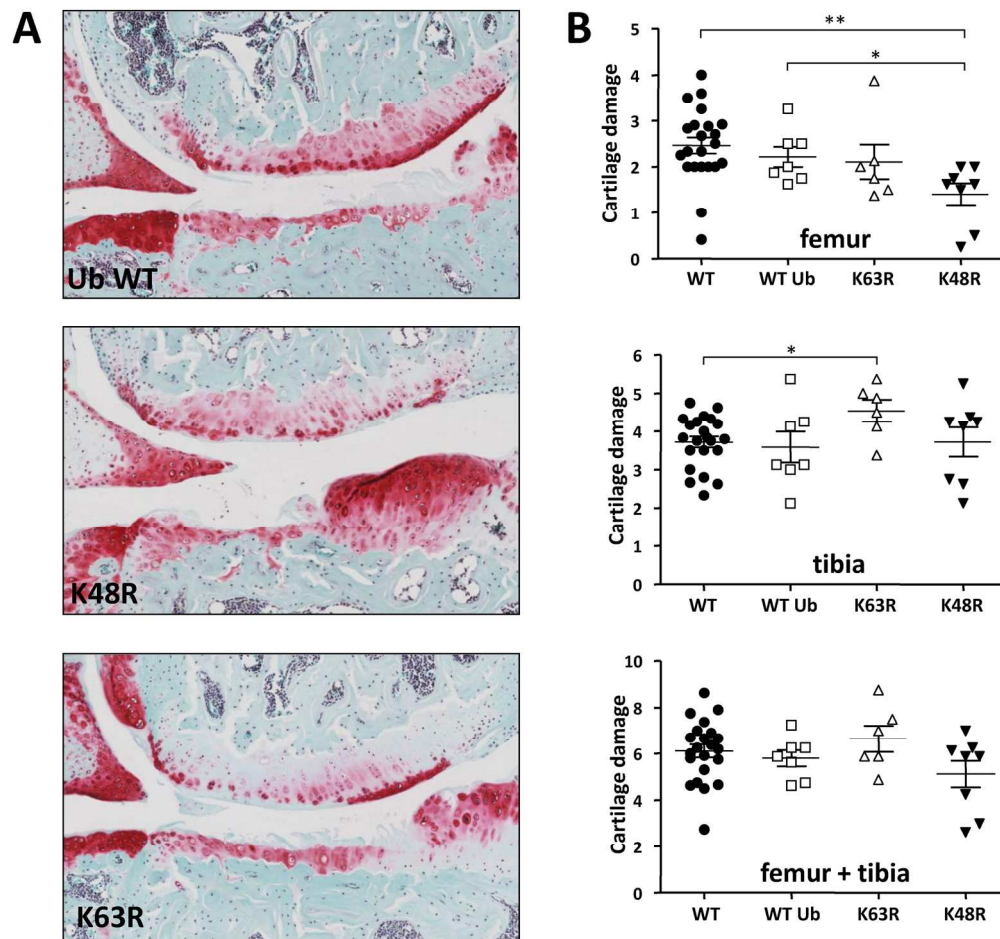 A
Ub WT
K48R
K63R
B
**
*
Cartilage damage
5
4
3
2
1
0
femur
WT WT Ub K63R K48R
*
Cartilage damage
6
5
4
3
2
1
0
tibia
WT WT Ub K63R K48R
Cartilage damage
10
8
6
4
2
0
femur + tibia
WT WT Ub K63R K48R